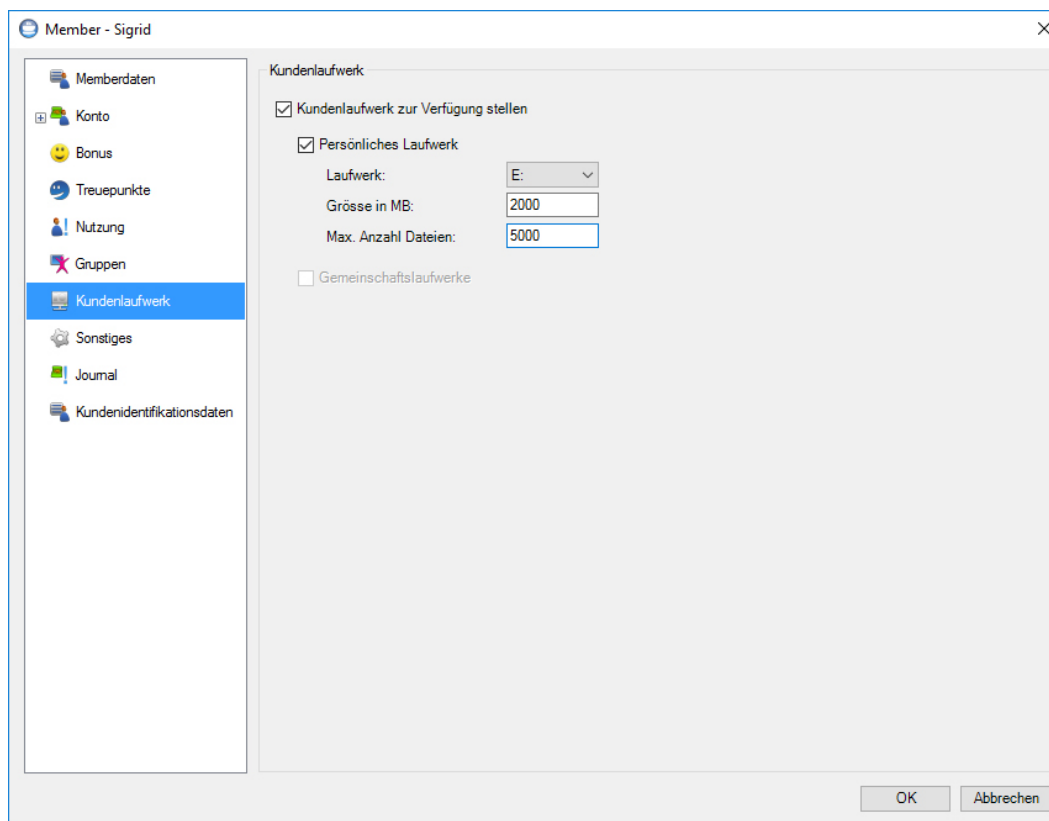 Member - Sigrid
Memberdaten
Konto
Bonus
Treuepunkte
Nutzung
Gruppen
Kundenlaufwerk
Sonstiges
Journal
Kundenidentifikationsdaten
Kundenlaufwerk
Kundenlaufwerk zur Verfügung stellen
Persönliches Laufwerk
Laufwerk: E:
Grösse in MB: 2000
Max. Anzahl Dateien: 5000
Gemeinschaftslaufwerke
OK Abbrechen